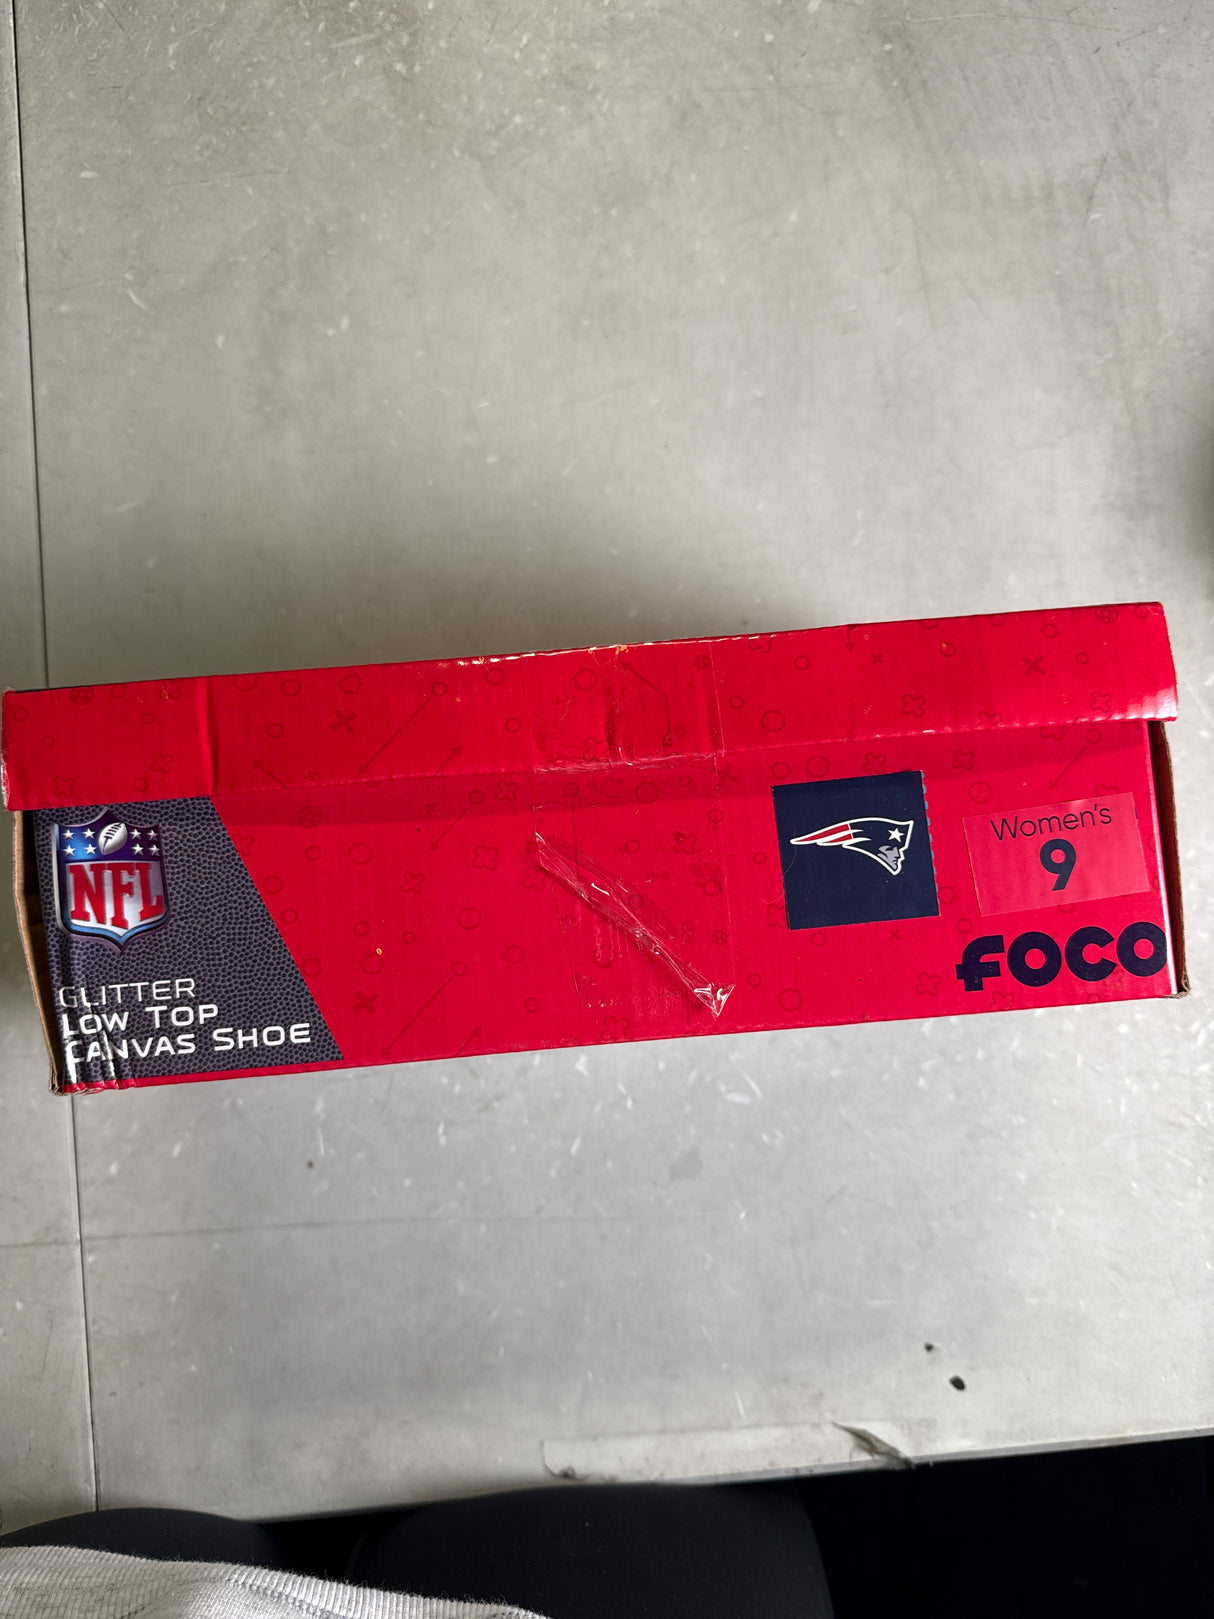 NFL
GLITTER
LOW TOP
CANVAS SHOE
Women's
9
FOCO